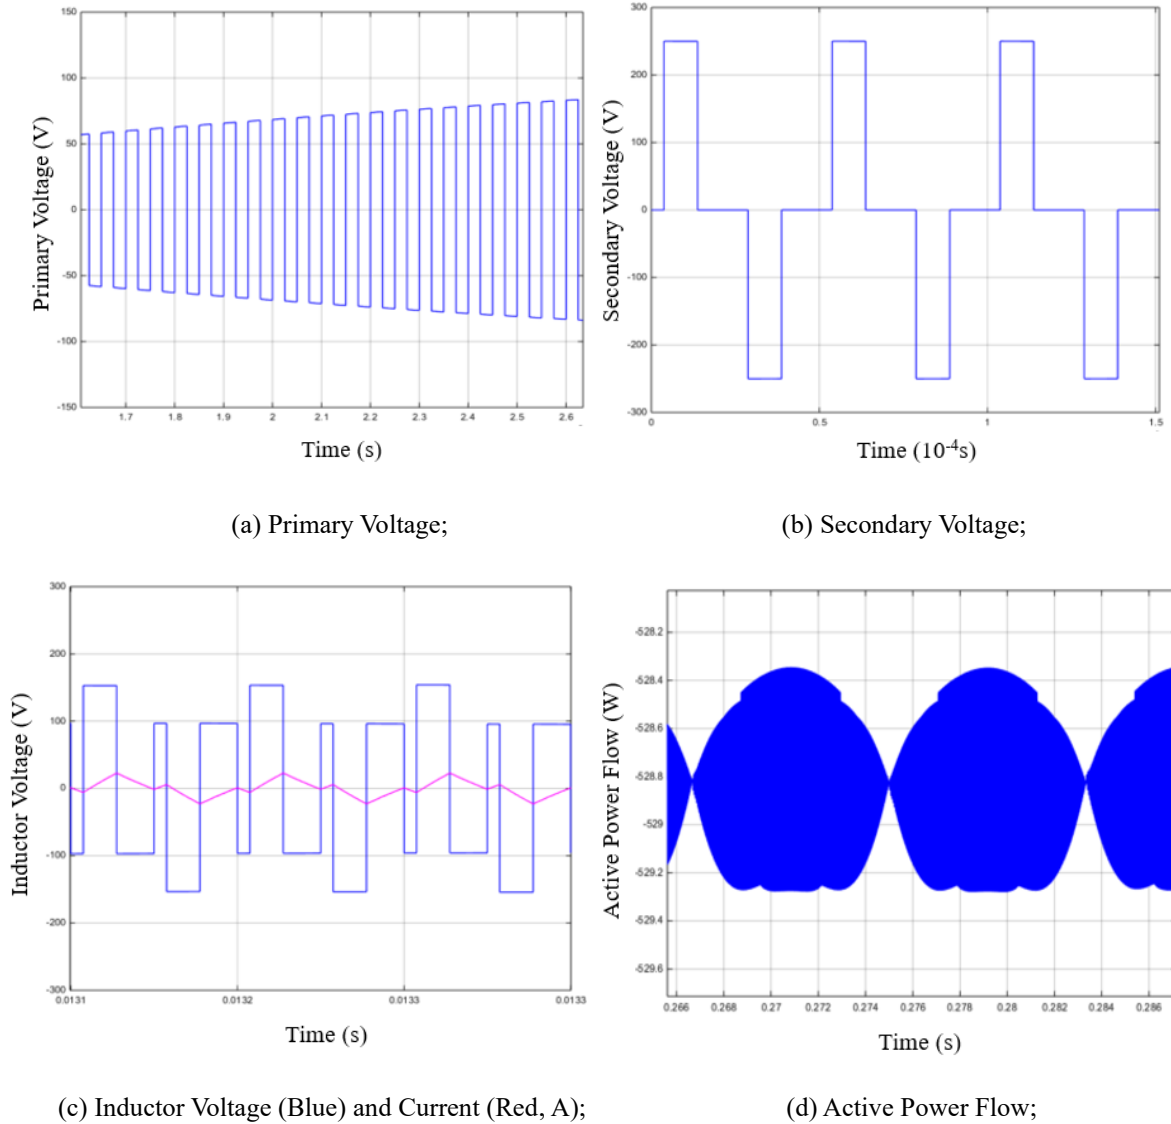 150
100
50
0
-50
-100
-150
Primary Voltage (V)
1.7 1.8 1.9 2 2.1 2.2 2.3 2.4 2.5 2.6
Time (s)
(a) Primary Voltage;
300
200
100
0
-100
-200
-300
Secondary Voltage (V)
0 0.5 1 1.5
Time (10⁻⁴s)
(b) Secondary Voltage;
300
200
100
0
-100
-200
-300
Inductor Voltage (V)
0.0131 0.0132 0.0133 0.0133
Time (s)
(c) Inductor Voltage (Blue) and Current (Red, A);
-528.2
-528.4
-528.6
-528.8
-529
-529.2
-529.4
-529.6
Active Power Flow (W)
0.266 0.268 0.27 0.272 0.274 0.276 0.278 0.28 0.282 0.284 0.286
Time (s)
(d) Active Power Flow;